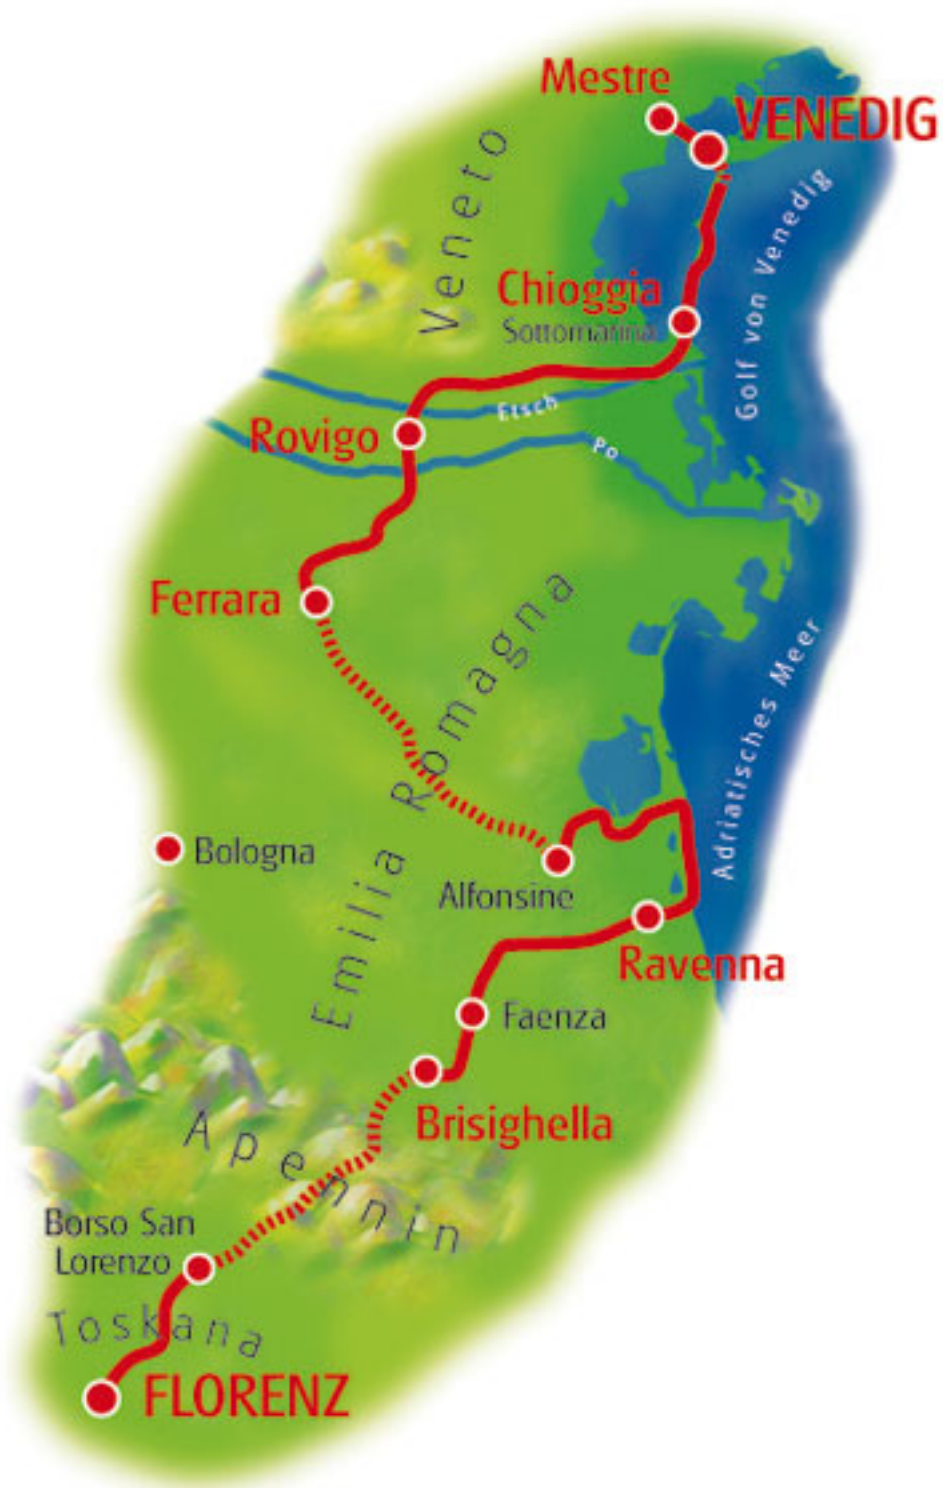 Mestre
VENEDIG
Veneto
Golf von Venedig
Chioggia
Sottomarina
Etsch
Rovigo
Po
Ferrara
Emilia Romagna
Adriatisches Meer
Bologna
Alfonsine
Ravenna
Faenza
Brisighella
Apennin
Borso San
Lorenzo
Toskana
FLORENZ